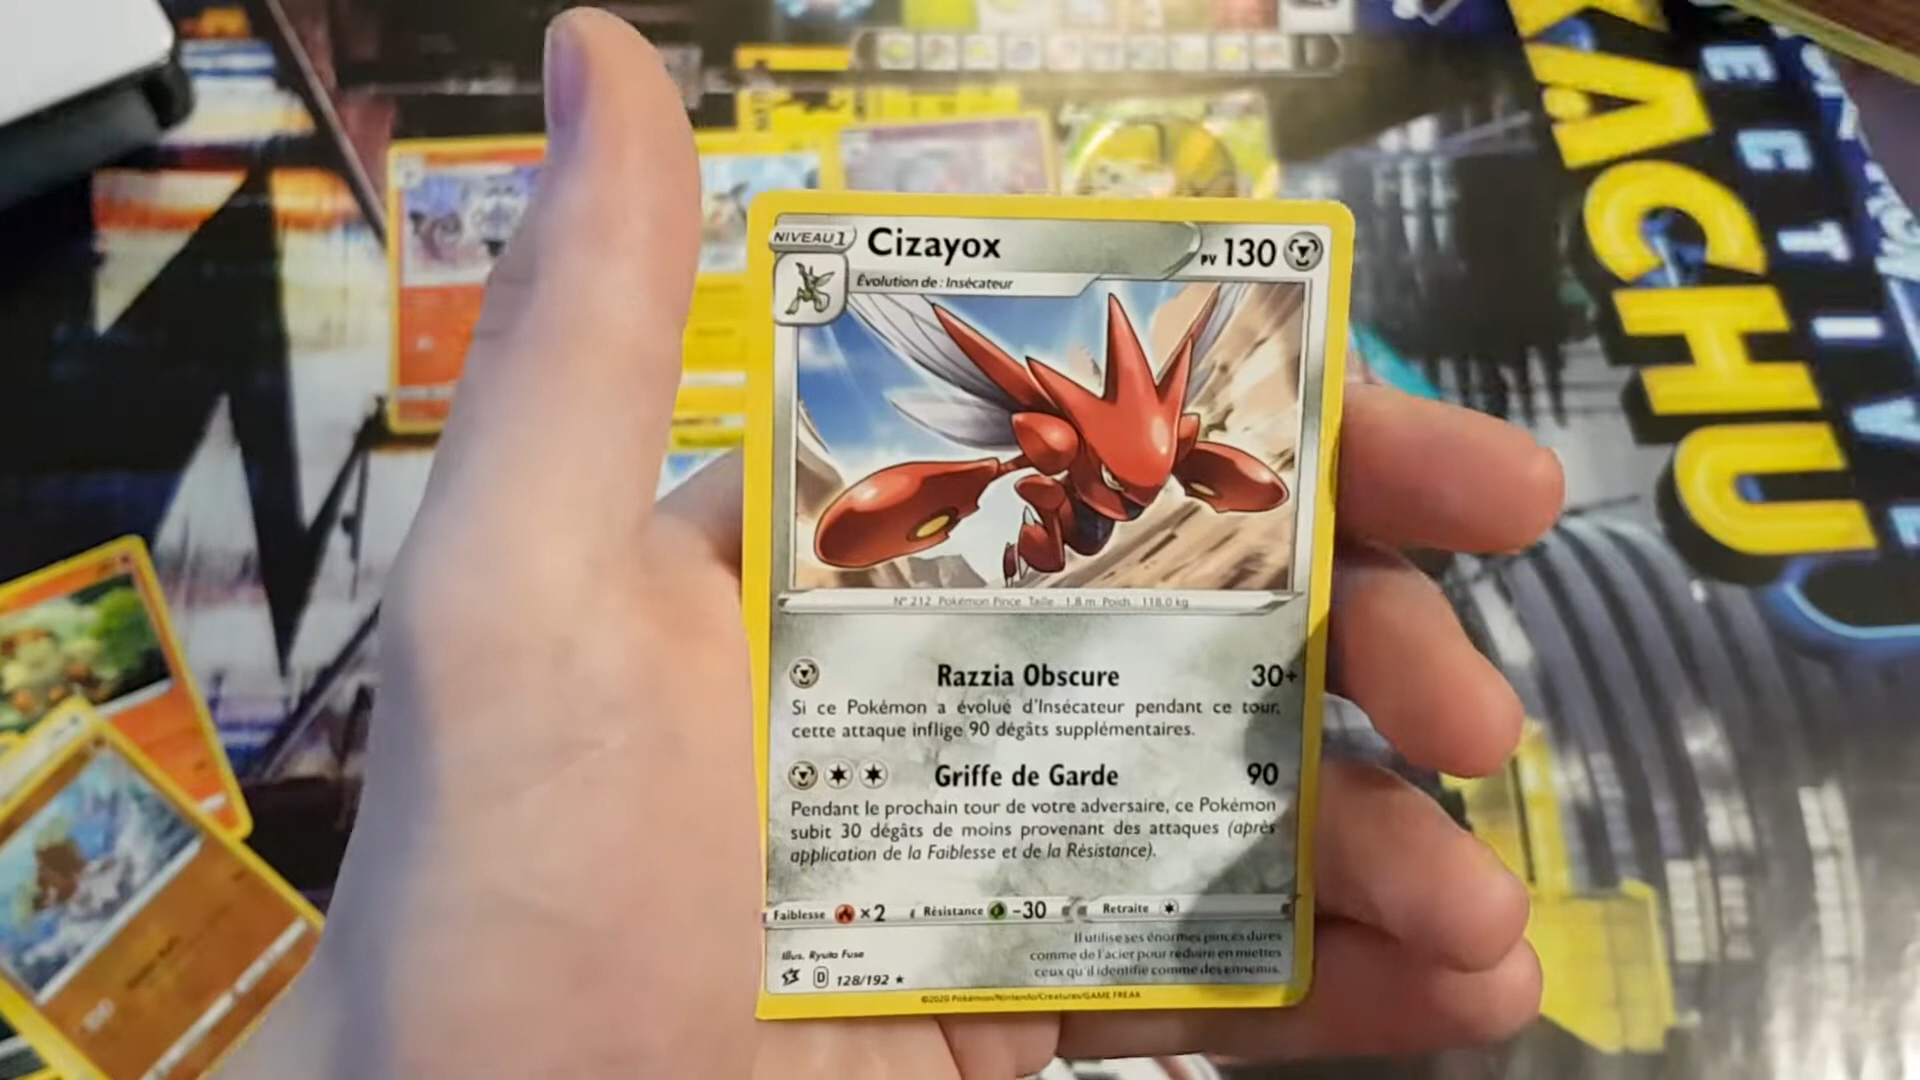 NIVEAU 1
Cizayox
PV 130
Évolution de : Insécateur
N° 212 Pokémon Pince Taille : 1,8 m Poids : 118,0 kg
Razzia Obscure 30+
Si ce Pokémon a évolué d'Insécateur pendant ce tour,
cette attaque inflige 90 dégâts supplémentaires.
Griffe de Garde 90
Pendant le prochain tour de votre adversaire, ce Pokémon
subit 30 dégâts de moins provenant des attaques (après
application de la Faiblesse et de la Résistance).
Faiblesse ×2 Résistance -30 Retraite
Illus. Ryuta Fuse
Il utilise ses énormes pinces dures
comme de l'acier pour réduire en miettes
ceux qu'il identifie comme des ennemis.
D 128/192 ★
©2020 Pokémon/Nintendo/Creatures/GAME FREAK
KACHU